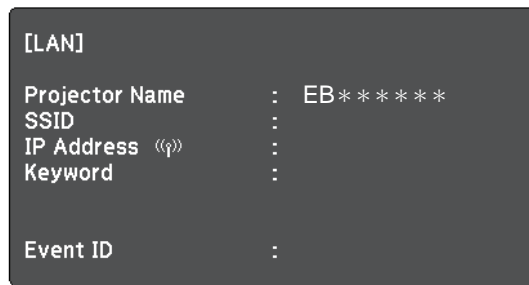 [LAN]
Projector Name : EB******
SSID :
IP Address :
Keyword :
Event ID :